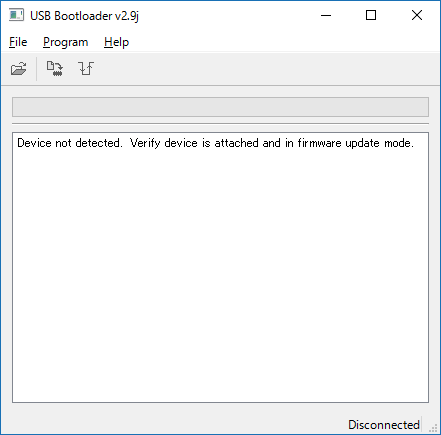 USB Bootloader v2.9j
File Program Help
Device not detected. Verify device is attached and in firmware update mode.
Disconnected